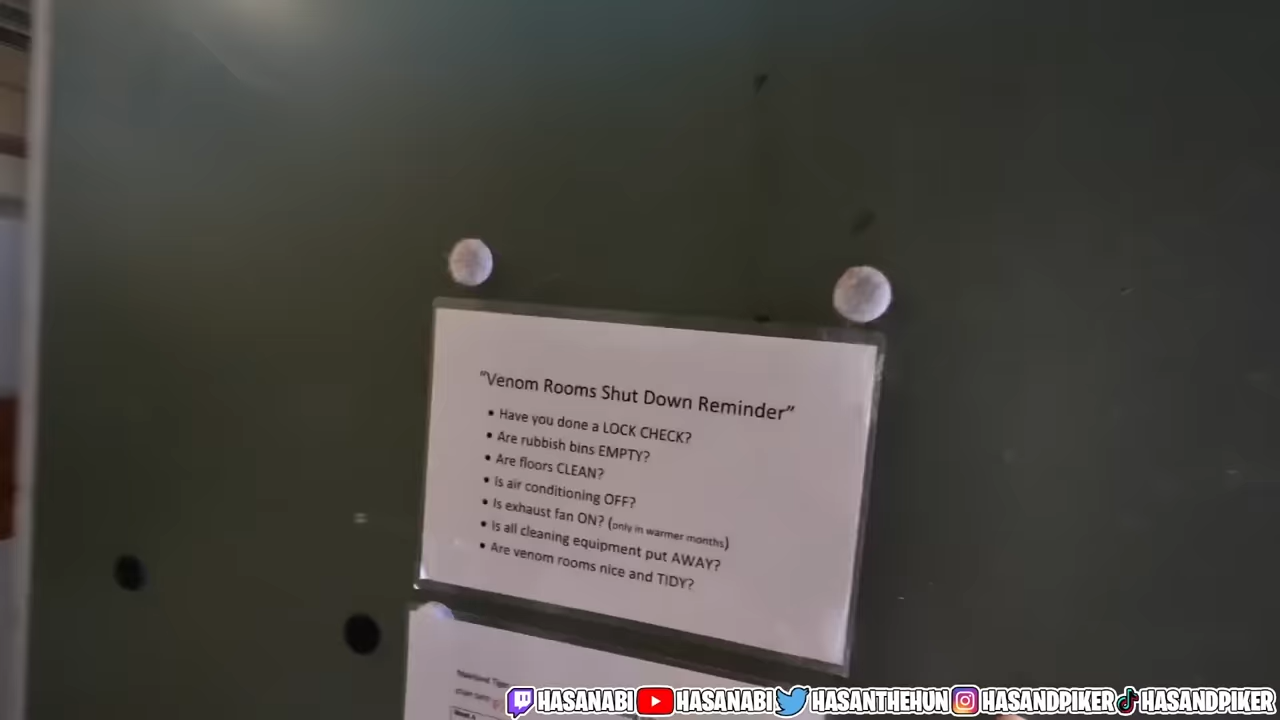 "Venom Rooms Shut Down Reminder"
• Have you done a LOCK CHECK?
• Are rubbish bins EMPTY?
• Are floors CLEAN?
• Is air conditioning OFF?
• Is exhaust fan ON? (only in warmer months)
• Is all cleaning equipment put AWAY?
• Are venom rooms nice and TIDY?
HASANABI HASANABI HASANTHEHUN HASANDPIKER HASANDPIKER